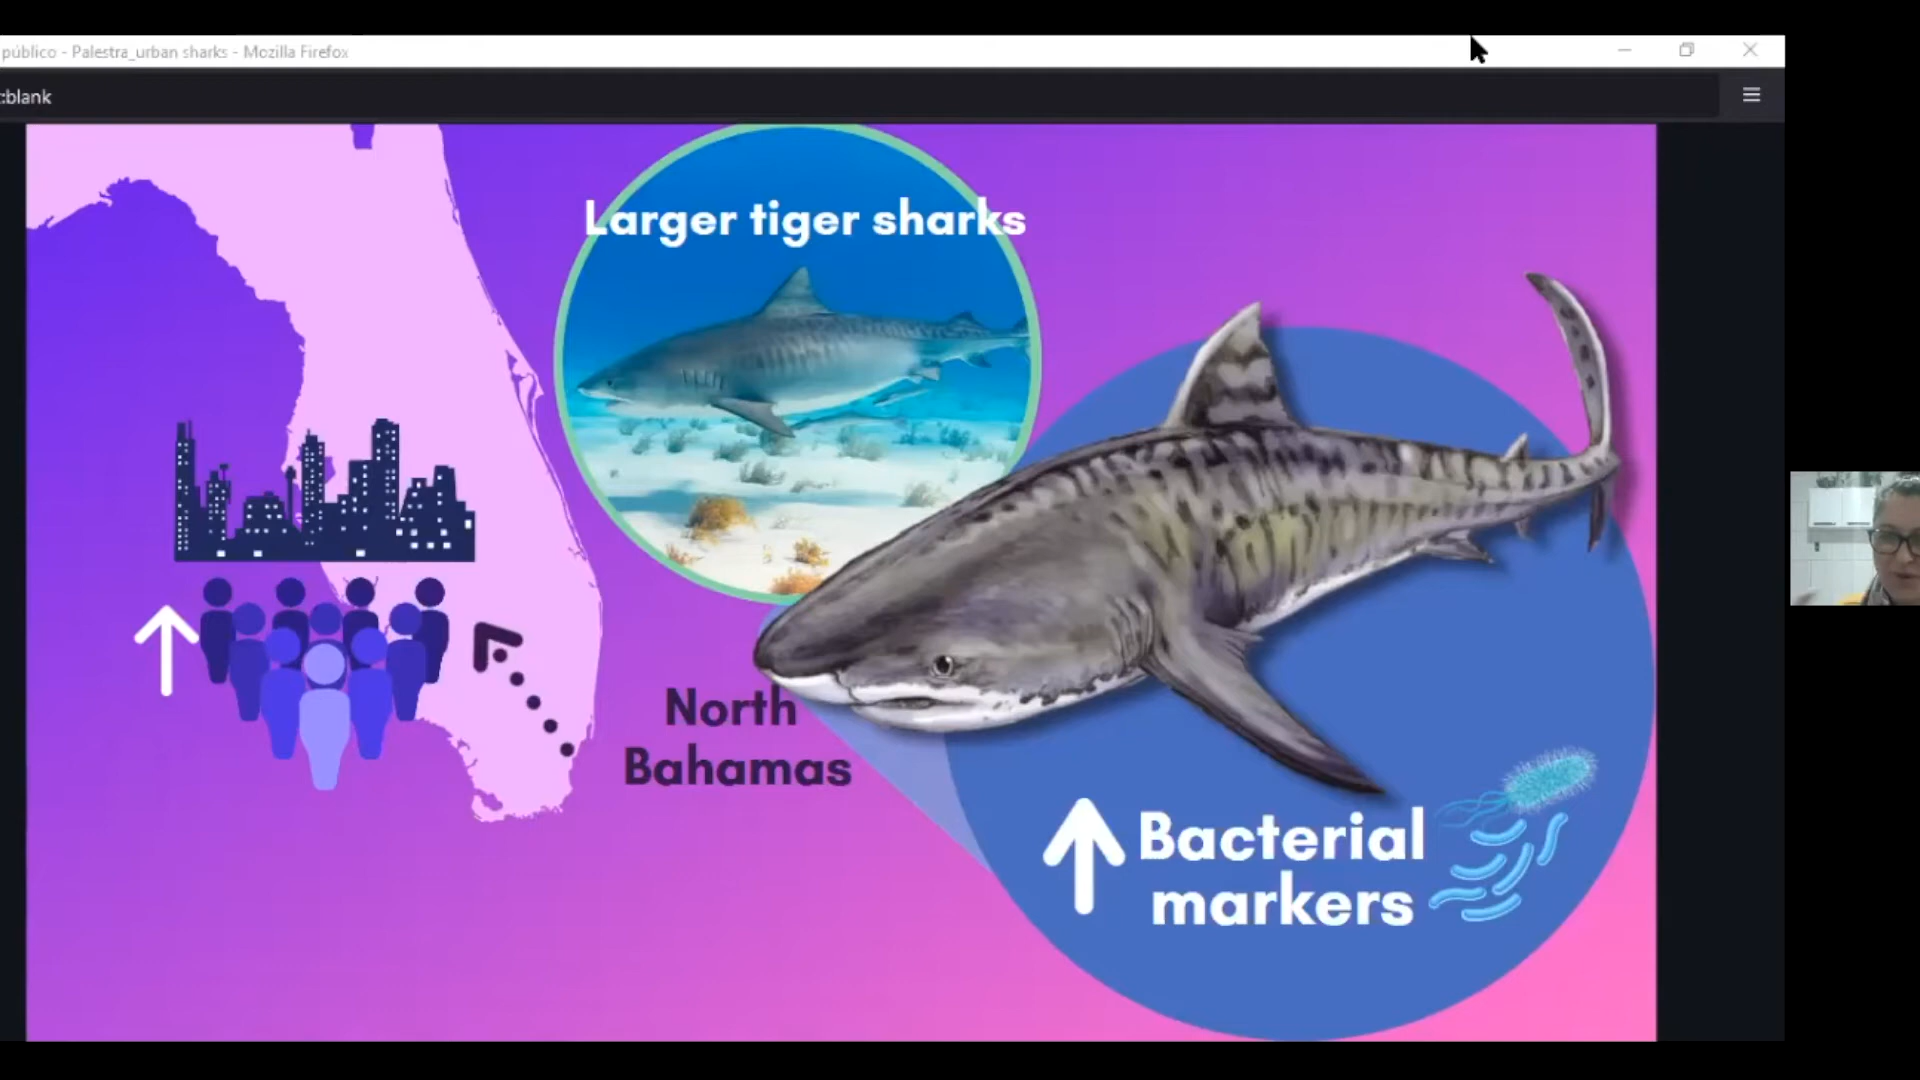 público - Palestra_urban sharks - Mozilla Firefox
:blank
Larger tiger sharks
North
Bahamas
Bacterial
markers